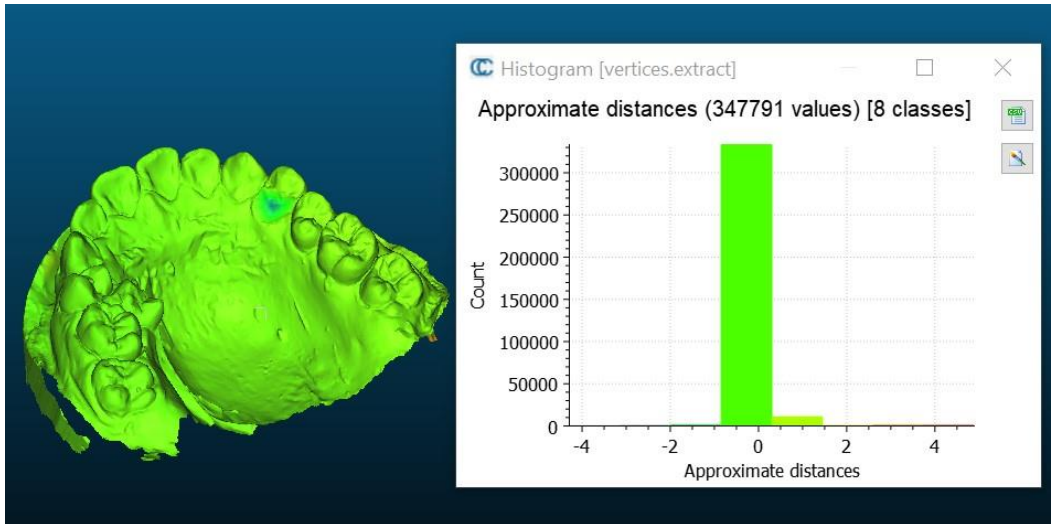 Histogram [vertices.extract]
Approximate distances (347791 values) [8 classes]
CSV
300000
250000
200000
150000
100000
50000
0
Count
-4 -2 0 2 4
Approximate distances